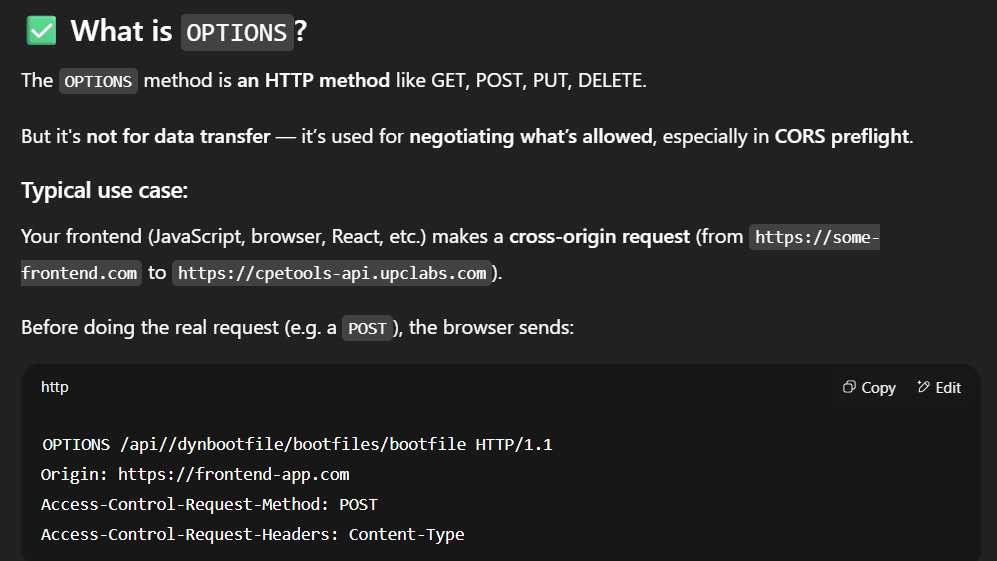 ✅ What is OPTIONS?
The OPTIONS method is an HTTP method like GET, POST, PUT, DELETE.
But it's not for data transfer — it’s used for negotiating what’s allowed, especially in CORS preflight.
Typical use case:
Your frontend (JavaScript, browser, React, etc.) makes a cross-origin request (from https://some-
frontend.com to https://cpetools-api.upclabs.com).
Before doing the real request (e.g. a POST), the browser sends:
http Copy Edit
OPTIONS /api//dynbootfile/bootfiles/bootfile HTTP/1.1
Origin: https://frontend-app.com
Access-Control-Request-Method: POST
Access-Control-Request-Headers: Content-Type